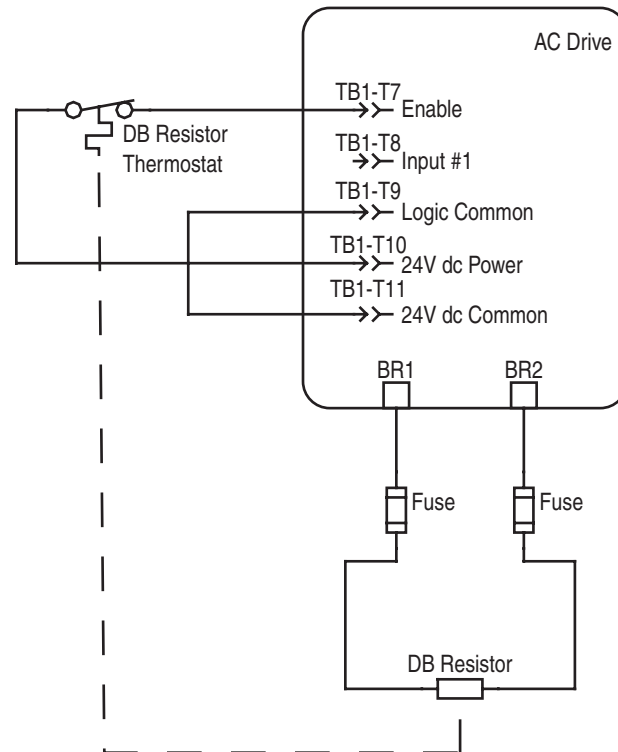 AC Drive
TB1-T7
Enable
DB Resistor
Thermostat
TB1-T8
Input #1
TB1-T9
Logic Common
TB1-T10
24V dc Power
TB1-T11
24V dc Common
BR1
BR2
Fuse
Fuse
DB Resistor